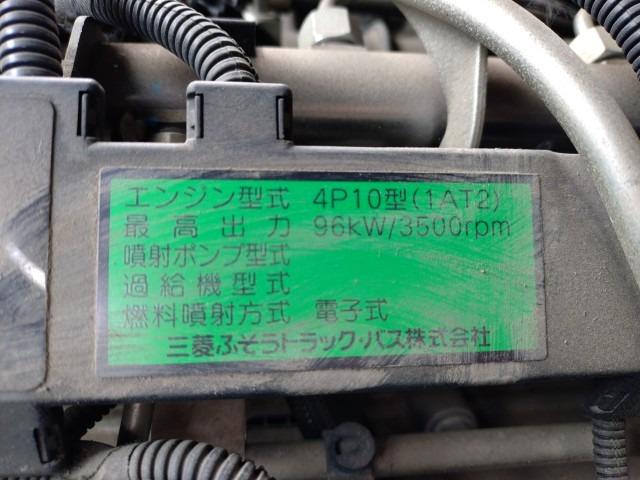 エンジン型式 4P10型(1AT2)
最高出力 96kW/3500rpm
噴射ポンプ型式
過給機型式
燃料噴射方式 電子式
三菱ふそうトラック・バス株式会社